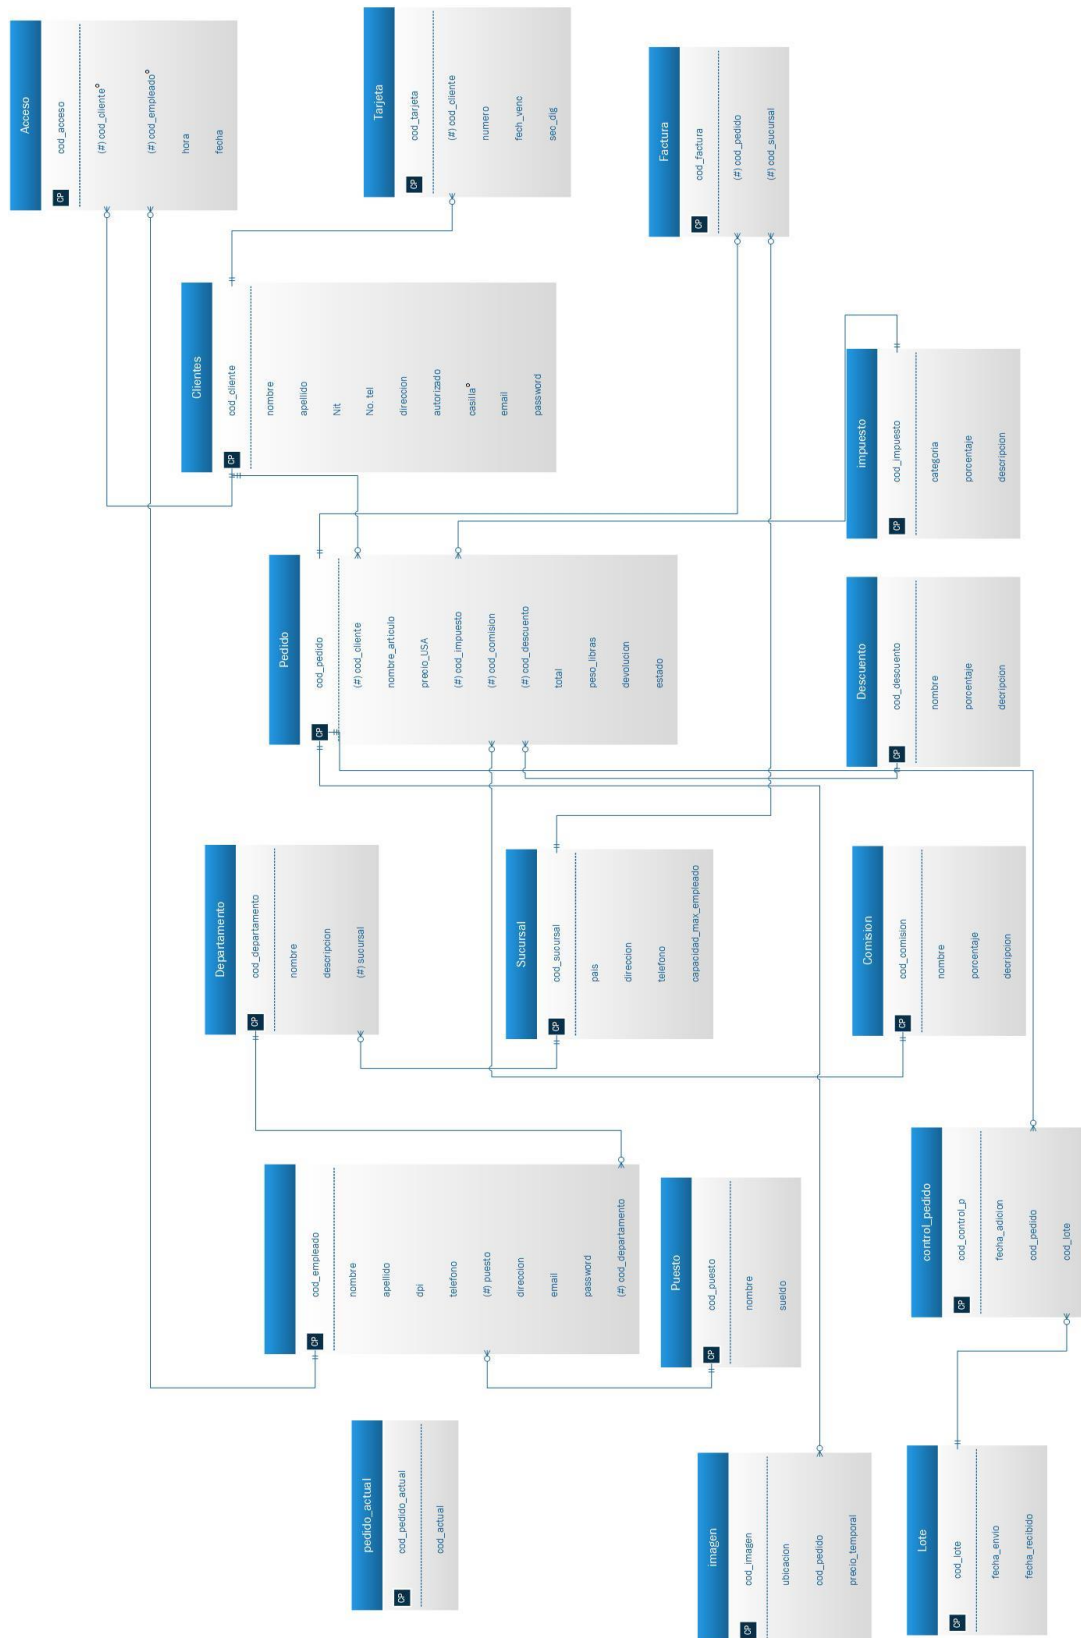 Acceso
CP cod_acceso
(#) cod_cliente°
(#) cod_empleado°
hora
fecha
Clientes
CP cod_cliente
nombre
apellido
Nit
No. tel
direccion
autorizado
casilla°
email
password
Departamento
CP cod_departamento
nombre
descripcion
(#) sucursal
CP cod_empleado
nombre
apellido
dpi
telefono
(#) puesto
direccion
email
password
(#) cod_departamento
Pedido
CP cod_pedido
(#) cod_cliente
nombre_articulo
precio_USA
(#) cod_impuesto
(#) cod_comision
(#) cod_descuento
total
peso_libras
devolucion
estado
pedido_actual
CP cod_pedido_actual
cod_actual
Tarjeta
CP cod_tarjeta
(#) cod_cliente
numero
fech_venc
sec_dig
Sucursal
CP cod_sucursal
pais
direccion
telefono
capacidad_max_empleado
Factura
CP cod_factura
(#) cod_pedido
(#) cod_sucursal
Puesto
CP cod_puesto
nombre
sueldo
imagen
CP cod_imagen
ubicacion
cod_pedido
precio_temporal
Descuento
CP cod_descuento
nombre
porcentaje
decripcion
impuesto
CP cod_impuesto
categoria
porcentaje
descripcion
Comision
CP cod_comision
nombre
porcentaje
decripcion
Lote
CP cod_lote
fecha_envio
fecha_recibido
control_pedido
CP cod_control_p
fecha_adicion
cod_pedido
cod_lote